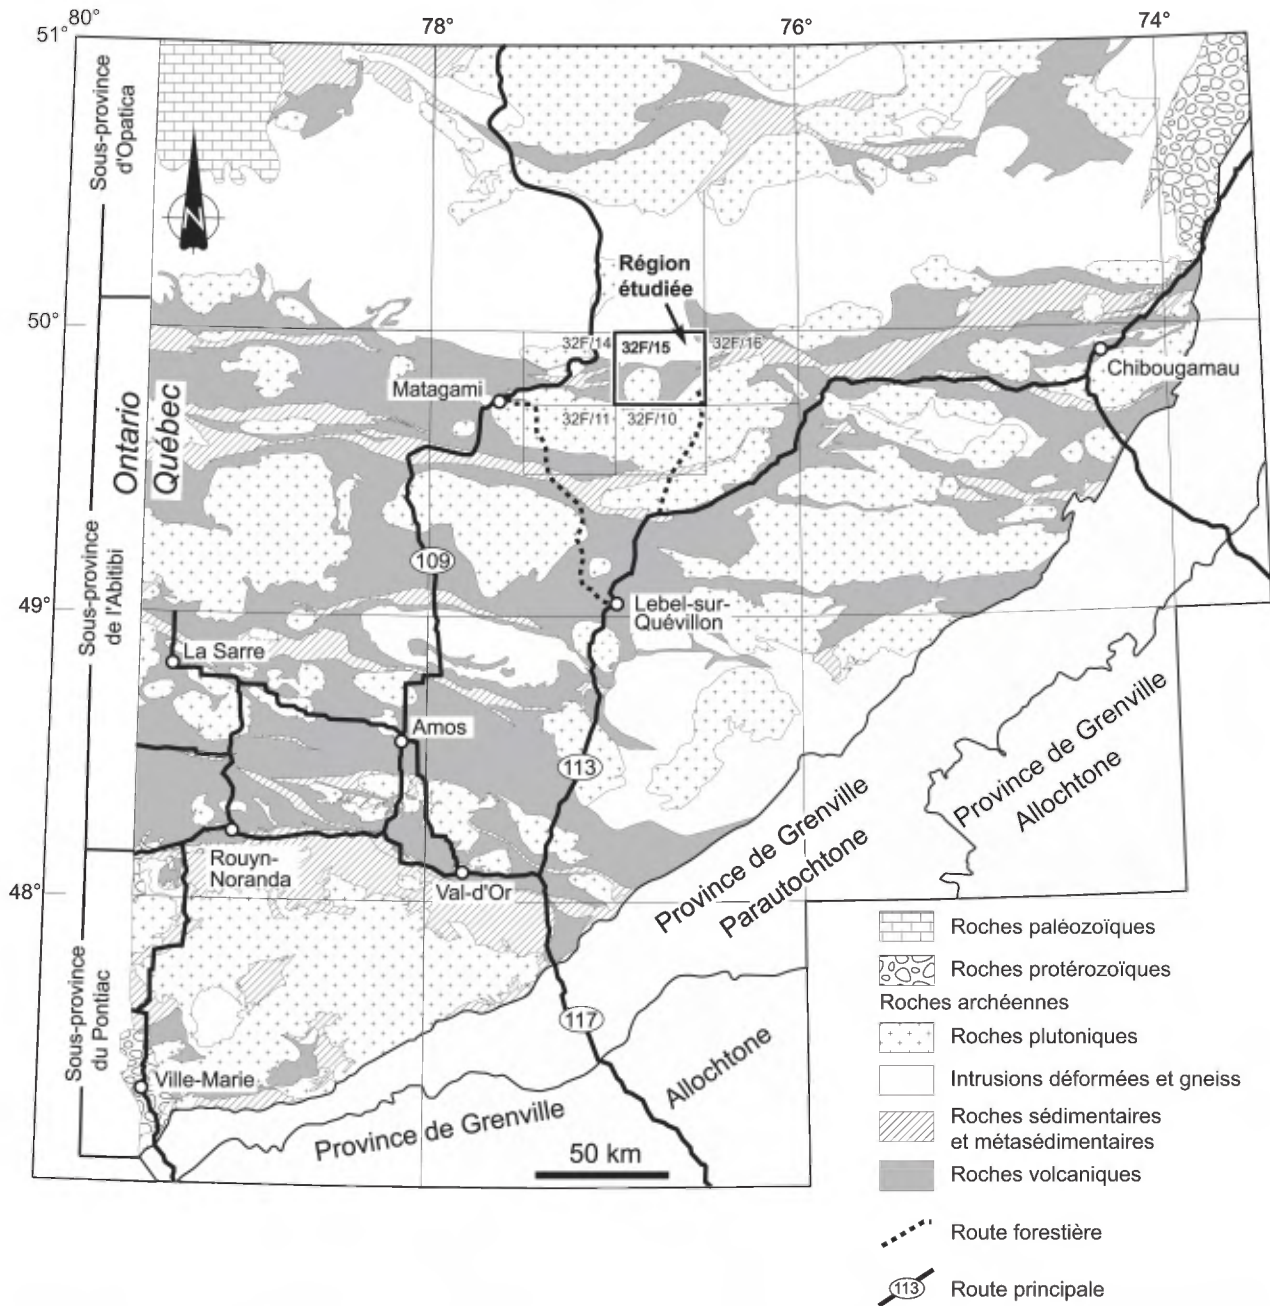 80°
78°
76°
74°
51°
Sous-province
d'Opatica
N
Région
étudiée
50°
32F/14
32F/15
32F/16
Chibougamau
Matagami
32F/11
32F/10
Ontario
Québec
109
Sous-province
de l'Abitibi
49°
Lebel-sur-
Quévillon
La Sarre
Amos
113
Province de Grenville
Parautochtone
Province de Grenville
Allochtone
Rouyn-
Noranda
Val-d'Or
48°
Sous-province
du Pontiac
117
Ville-Marie
Allochtone
Province de Grenville
50 km
Roches paléozoïques
Roches protérozoïques
Roches archéennes
Roches plutoniques
Intrusions déformées et gneiss
Roches sédimentaires
et métasédimentaires
Roches volcaniques
Route forestière
113
Route principale